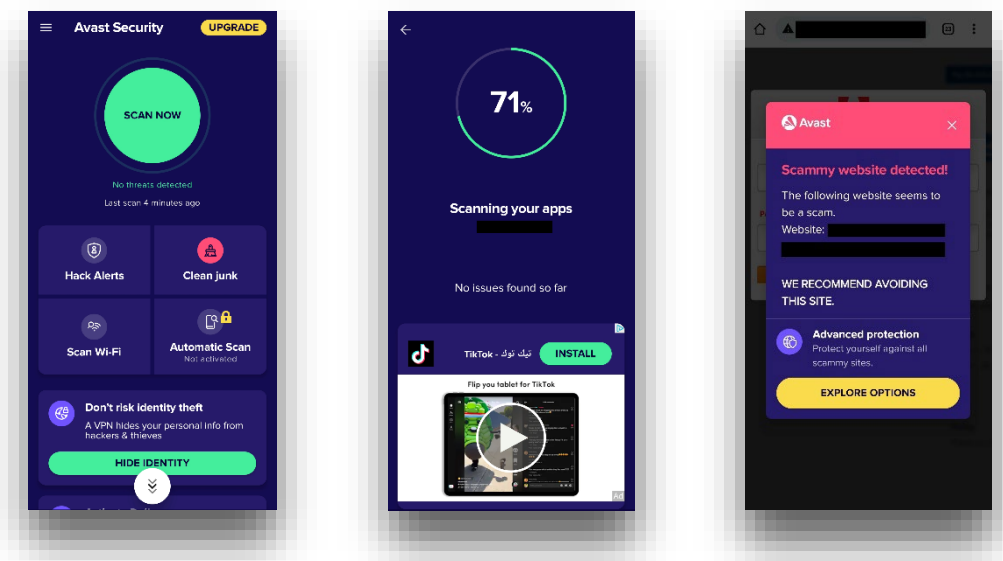 Avast Security
UPGRADE
SCAN NOW
No threats detected
Last scan 4 minutes ago
Hack Alerts
Clean junk
Scan Wi-Fi
Automatic Scan
Not activated
Don't risk identity theft
A VPN hides your personal info from
hackers & thieves
HIDE IDENTITY
71%
Scanning your apps
No issues found so far
TikTok - تيك توك
INSTALL
Flip you tablet for TikTok
Ad
Avast
Scammy website detected!
The following website seems to
be a scam.
Website:
WE RECOMMEND AVOIDING
THIS SITE.
Advanced protection
Protect yourself against all
scammy sites.
EXPLORE OPTIONS